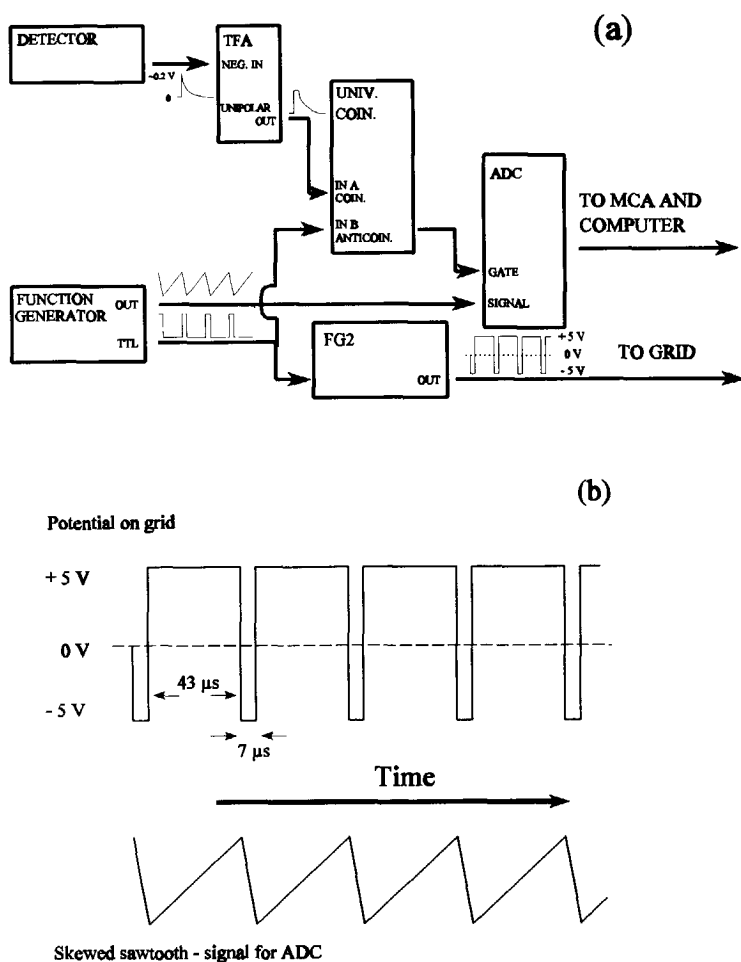 (a)
DETECTOR
TFA
NEG. IN
~0.2 V
0
UNIPOLAR
OUT
UNIV.
COIN.
IN A
COIN.
IN B
ANTICOIN.
ADC
GATE
SIGNAL
TO MCA AND
COMPUTER
FUNCTION
GENERATOR
OUT
TTL
FG2
OUT
+5 V
0 V
- 5 V
TO GRID
(b)
Potential on grid
+ 5 V
0 V
- 5 V
43 µs
7 µs
Time
Skewed sawtooth - signal for ADC